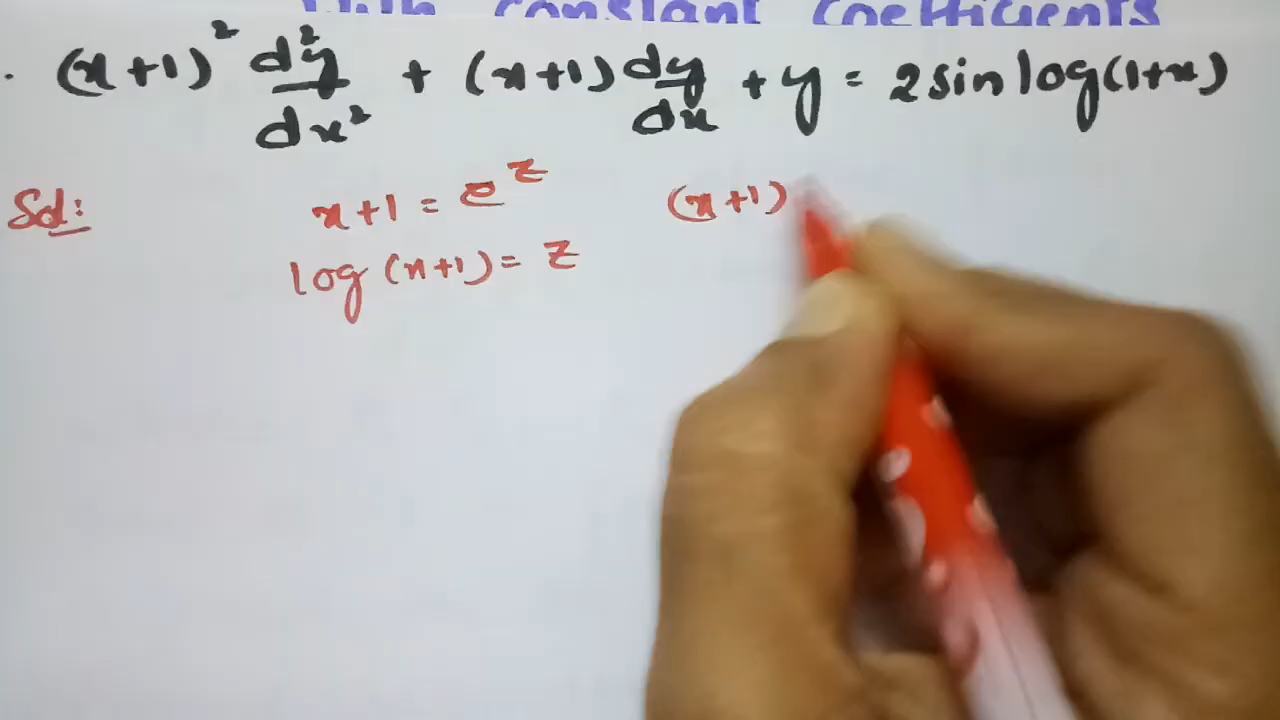 with constant coefficients
. (x+1)² d²y/dx² + (x+1) dy/dx + y = 2 sin log(1+x)
Sol: x+1 = e^z (x+1)
log (x+1) = z